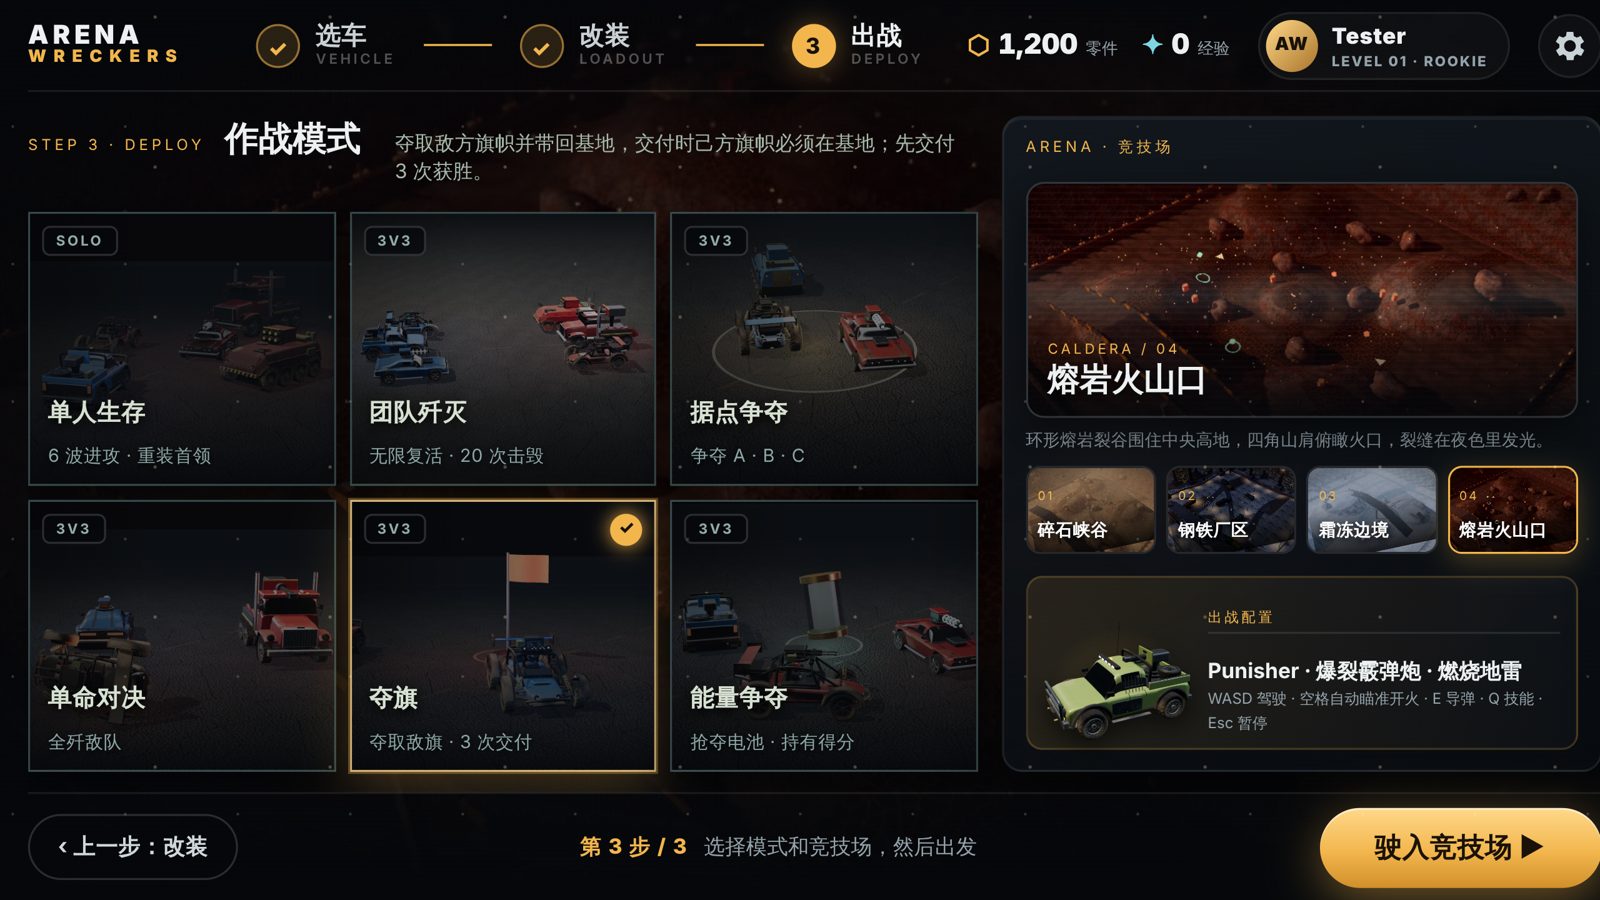 ARENA
WRECKERS
选车
VEHICLE
改装
LOADOUT
3
出战
DEPLOY
1,200 零件
0 经验
AW
Tester
LEVEL 01 · ROOKIE
STEP 3 · DEPLOY
作战模式
夺取敌方旗帜并带回基地，交付时己方旗帜必须在基地；先交付
3 次获胜。
SOLO
单人生存
6 波进攻 · 重装首领
3V3
团队歼灭
无限复活 · 20 次击毁
3V3
据点争夺
争夺 A · B · C
3V3
单命对决
全歼敌队
3V3
夺旗
夺取敌旗 · 3 次交付
3V3
能量争夺
抢夺电池 · 持有得分
ARENA · 竞技场
CALDERA / 04
熔岩火山口
环形熔岩裂谷围住中央高地，四角山肩俯瞰火口，裂缝在夜色里发光。
01
碎石峡谷
02
钢铁厂区
03
霜冻边境
04
熔岩火山口
出战配置
Punisher · 爆裂霰弹炮 · 燃烧地雷
WASD 驾驶 · 空格自动瞄准开火 · E 导弹 · Q 技能 ·
Esc 暂停
‹ 上一步：改装
第 3 步 / 3 选择模式和竞技场，然后出发
驶入竞技场 ▶